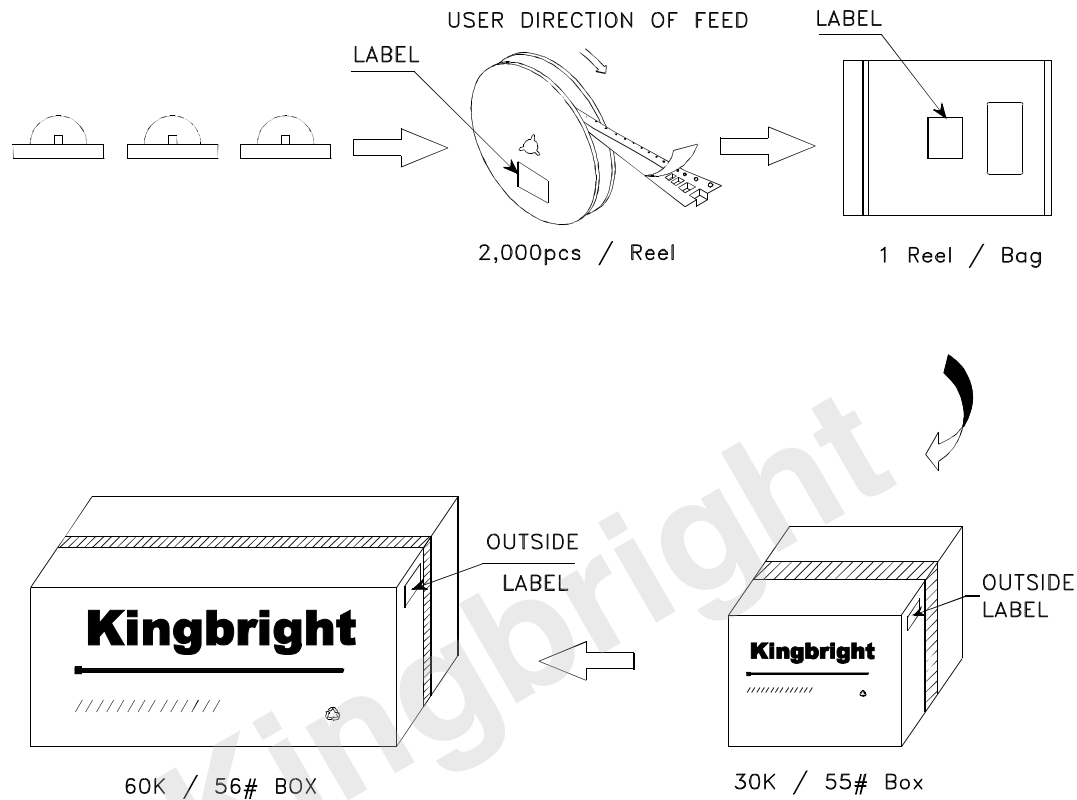 USER DIRECTION OF FEED
LABEL
LABEL
2,000pcs / Reel
1 Reel / Bag
OUTSIDE
LABEL
OUTSIDE
LABEL
Kingbright
Kingbright
60K / 56# BOX
30K / 55# Box
Kingbright